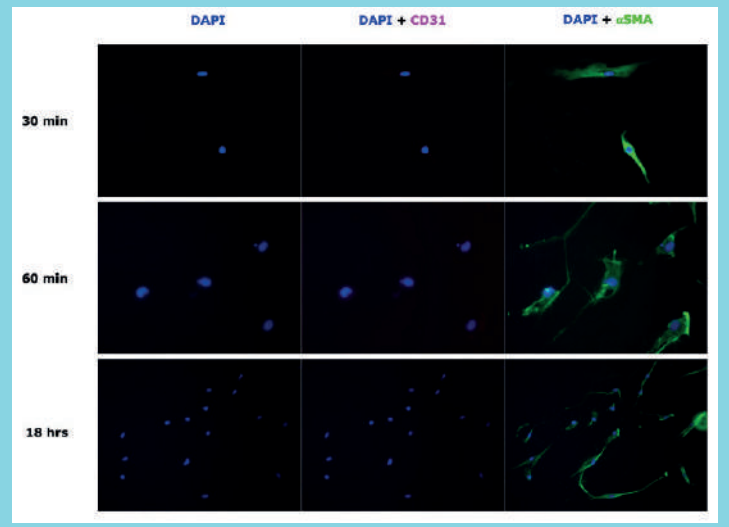 DAPI DAPI + CD31 DAPI + αSMA
30 min
60 min
18 hrs